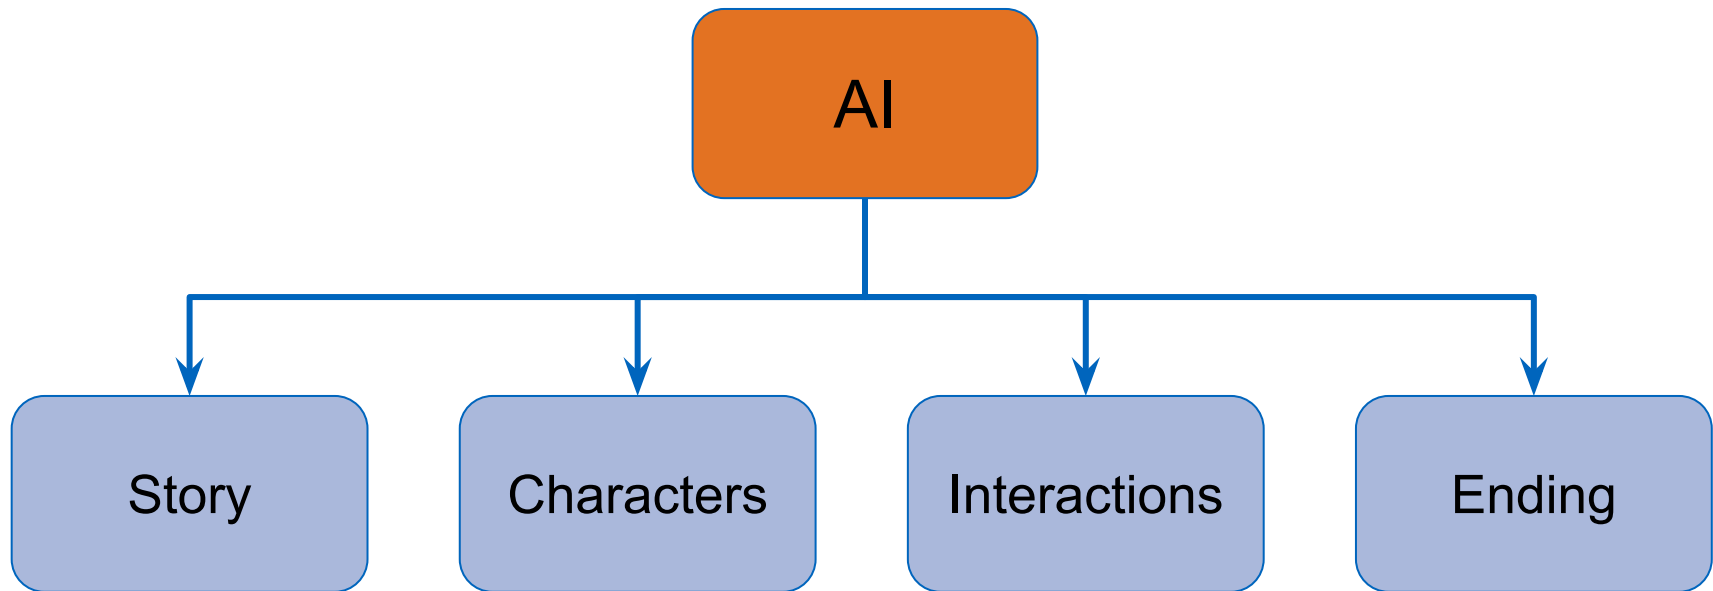 AI
Story
Characters
Interactions
Ending